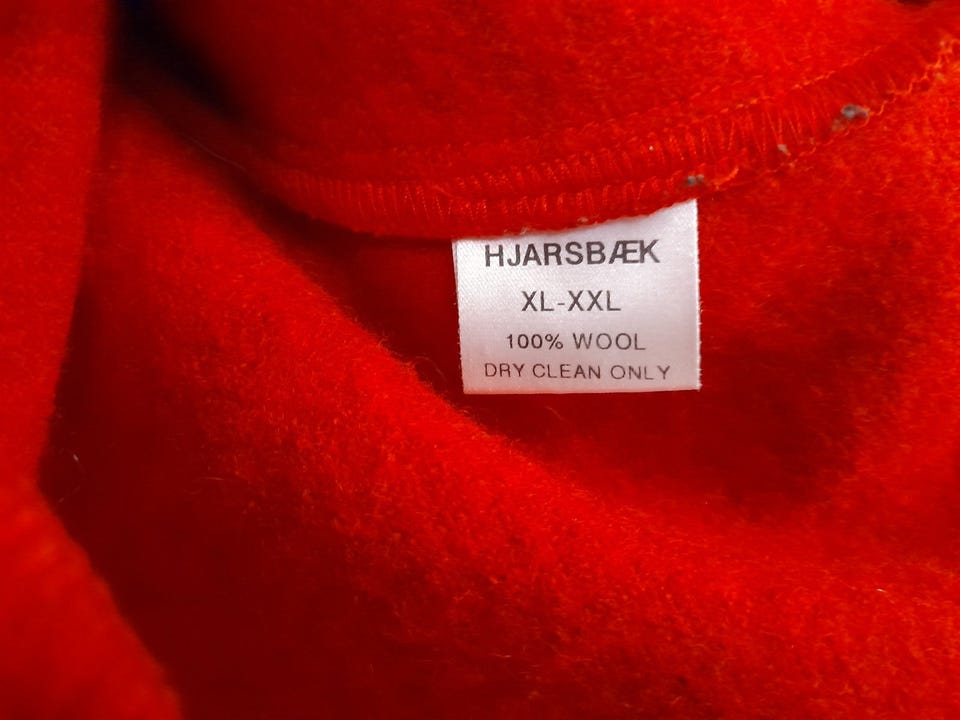 HJARSBÆK
XL-XXL
100% WOOL
DRY CLEAN ONLY